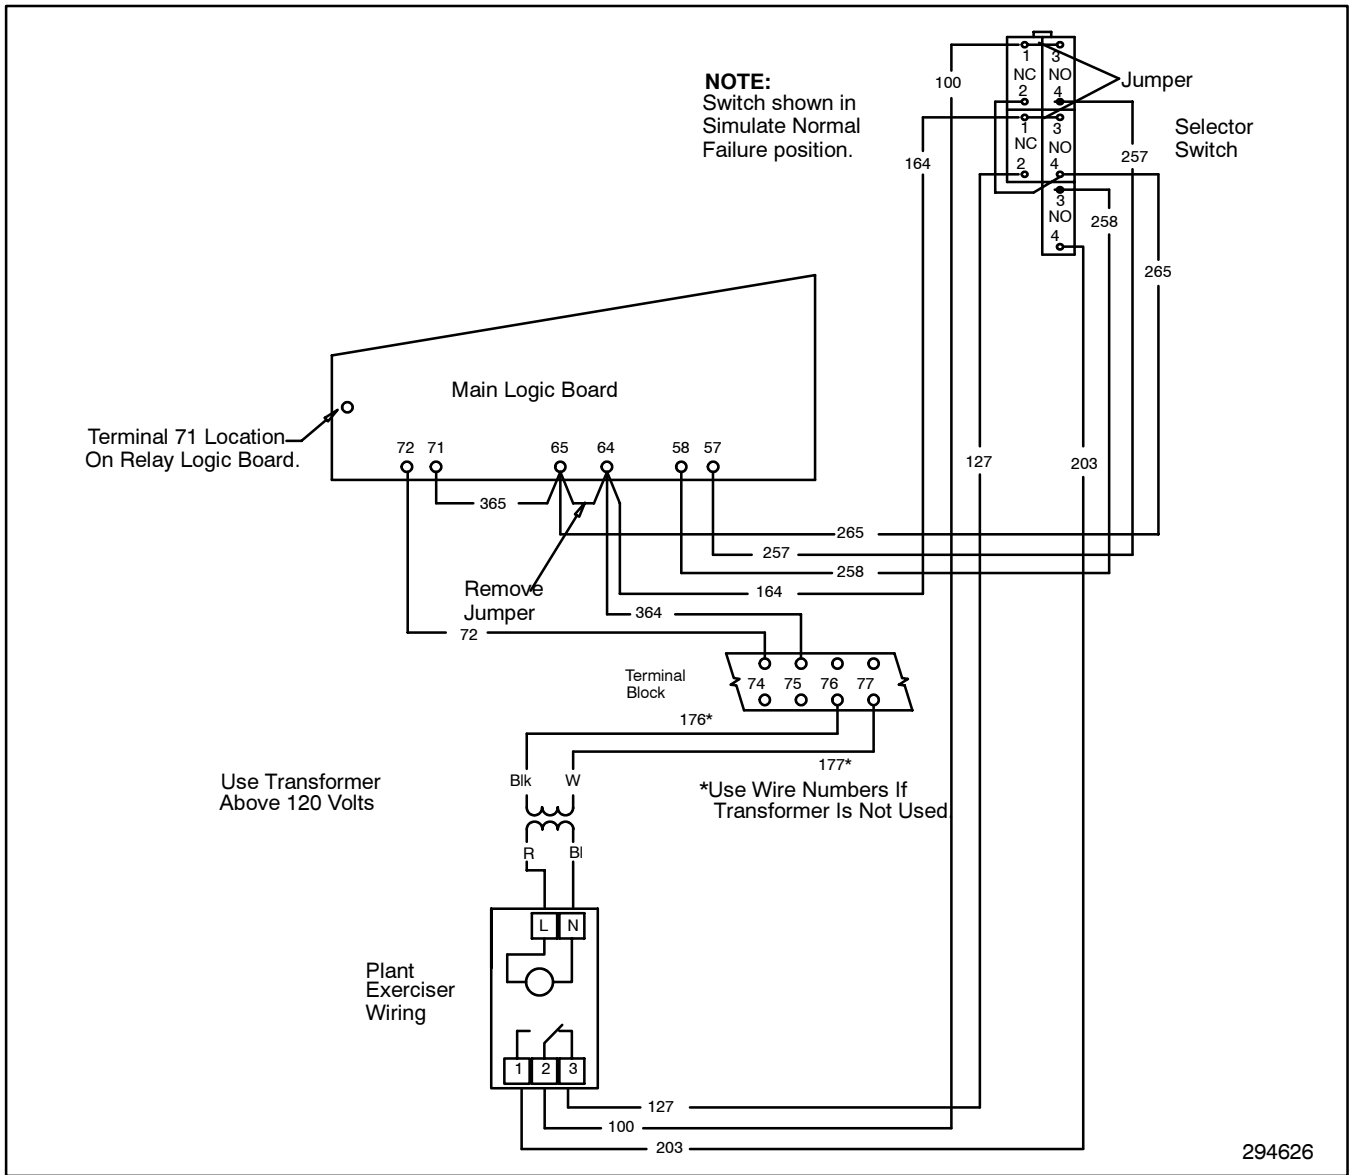 NOTE:
Switch shown in
Simulate Normal
Failure position.
100
1
3
NC
NO
2
4
Jumper
1
3
NC
NO
2
4
3
NO
4
Selector
Switch
164
257
258
265
Main Logic Board
Terminal 71 Location
On Relay Logic Board.
72
71
65
64
58
57
127
203
365
265
257
258
Remove
Jumper
164
364
72
Terminal
Block
74
75
76
77
176*
177*
Use Transformer
Above 120 Volts
Blk
W
*Use Wire Numbers If
Transformer Is Not Used.
R
Bl
L
N
Plant
Exerciser
Wiring
1
2
3
127
100
203
294626